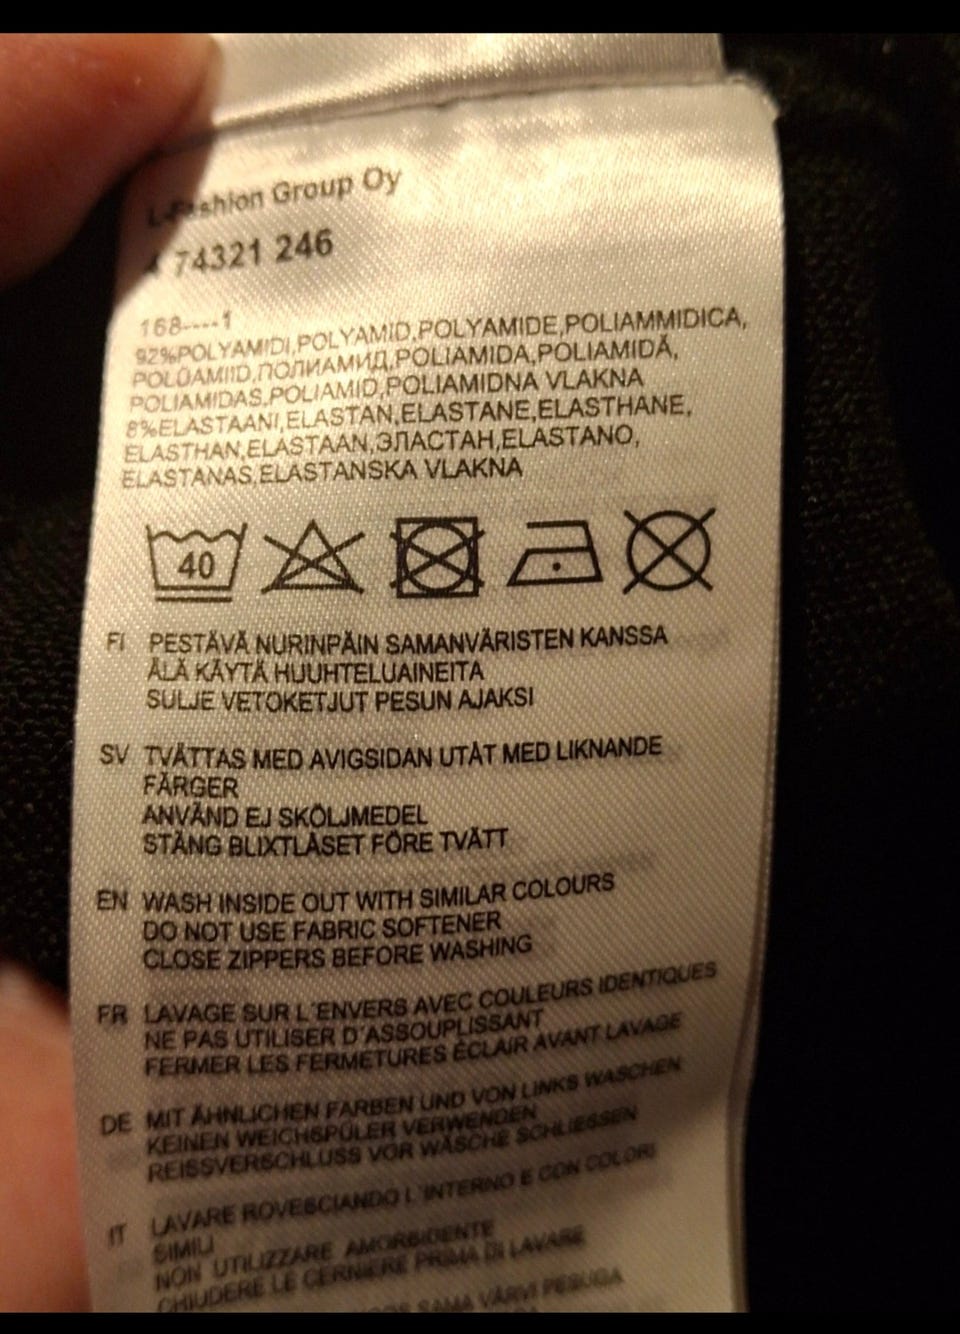 L-Fashion Group Oy
74321 246
168----1
92%POLYAMIDI,POLYAMID,POLYAMIDE,POLIAMMIDICA,
POLÜAMIID,ПОЛИАМИД,POLIAMIDA,POLIAMIDĂ,
POLIAMIDAS,POLIAMID,POLIAMIDNA VLAKNA
8%ELASTAANI,ELASTAN,ELASTANE,ELASTHANE,
ELASTHAN,ELASTAAN,ЭЛАСТАН,ELASTANO,
ELASTANAS,ELASTANSKA VLAKNA
40
FI PESTÄVÄ NURINPÄIN SAMANVÄRISTEN KANSSA
ÄLÄ KÄYTÄ HUUHTELUAINEITA
SULJE VETOKETJUT PESUN AJAKSI
SV TVÄTTAS MED AVIGSIDAN UTÅT MED LIKNANDE
FÄRGER
ANVÄND EJ SKÖLJMEDEL
STÄNG BLIXTLÅSET FÖRE TVÄTT
EN WASH INSIDE OUT WITH SIMILAR COLOURS
DO NOT USE FABRIC SOFTENER
CLOSE ZIPPERS BEFORE WASHING
FR LAVAGE SUR L´ENVERS AVEC COULEURS IDENTIQUES
NE PAS UTILISER D´ASSOUPLISSANT
FERMER LES FERMETURES ÉCLAIR AVANT LAVAGE
DE MIT ÄHNLICHEN FARBEN UND VON LINKS WASCHEN
KEINEN WEICHSPÜLER VERWENDEN
REISSVERSCHLUSS VOR WÄSCHE SCHLIESSEN
IT LAVARE ROVESCIANDO L´INTERNO E CON COLORI
SIMILI
NON UTILIZZARE AMORBIDENTE
CHIUDERE LE CERNIERE PRIMA DI LAVARE
SAMA VÄRVI PESUGA